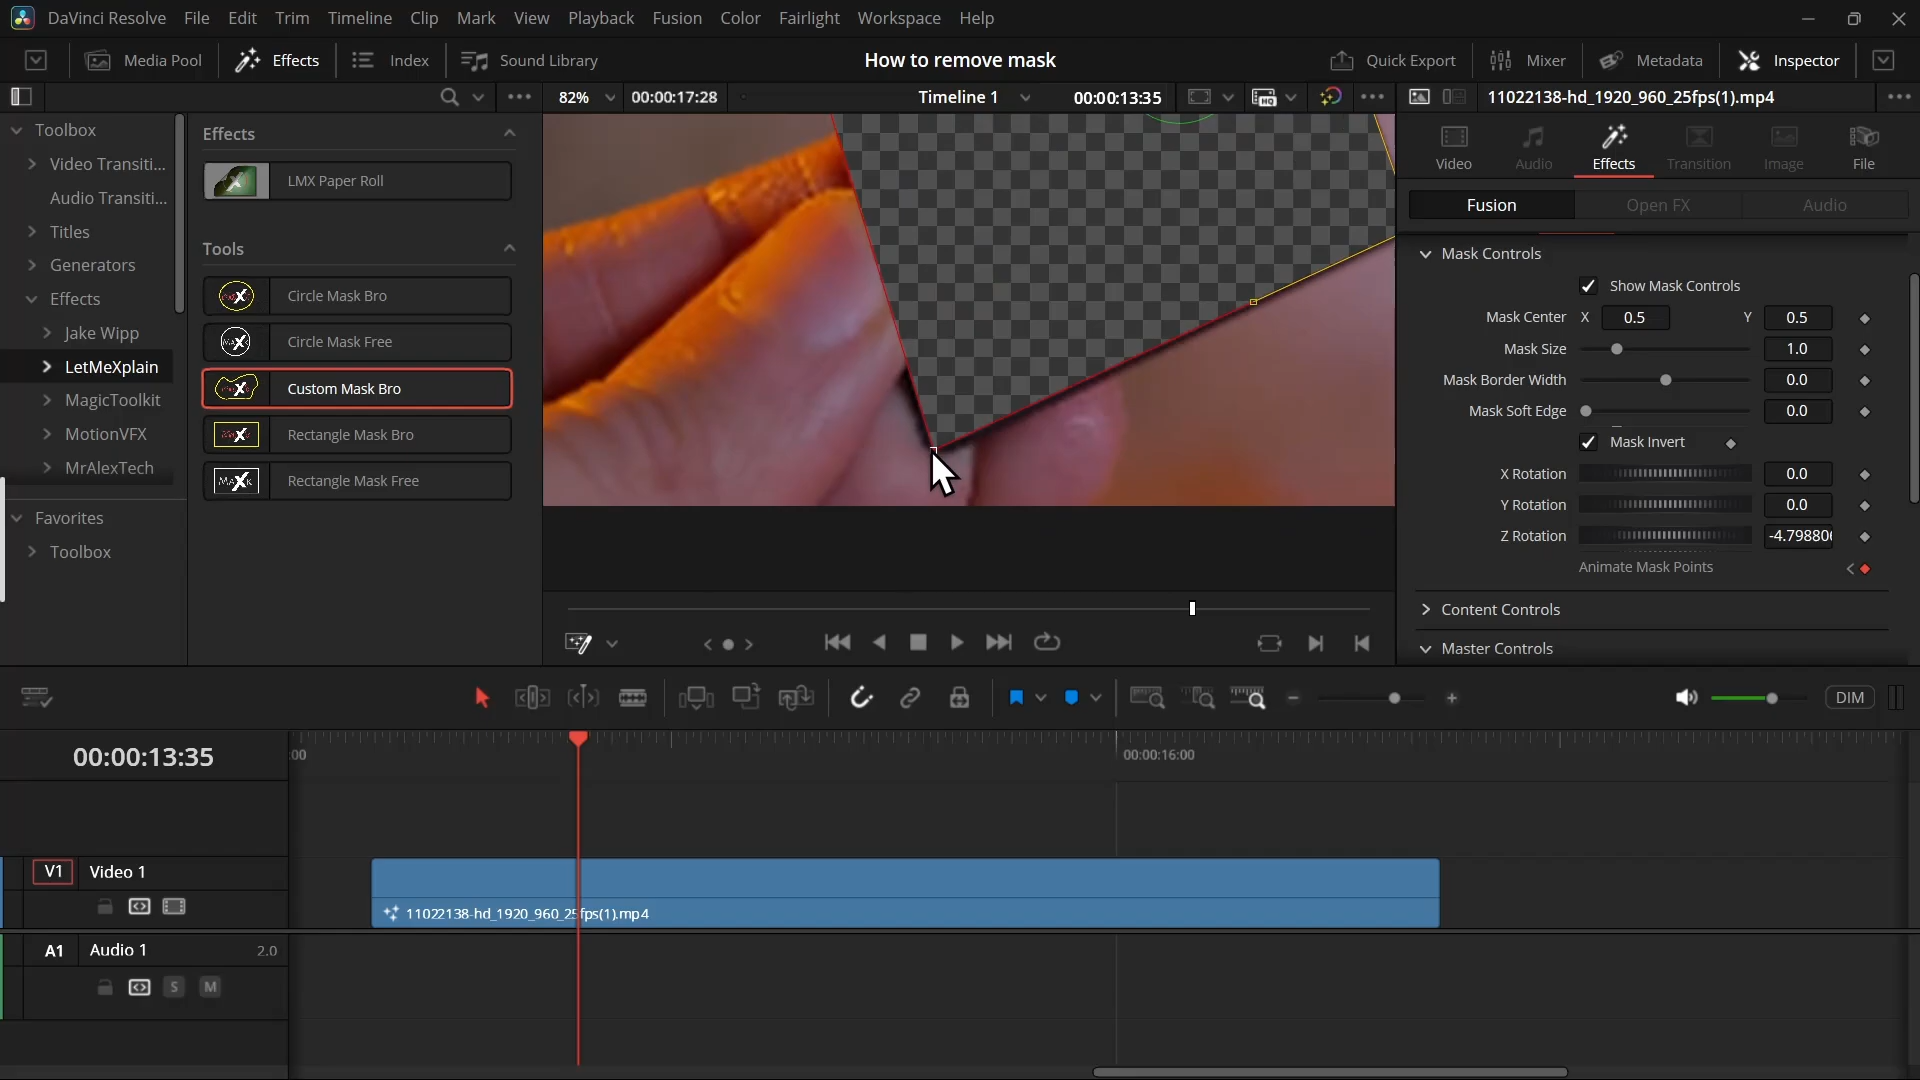 DaVinci Resolve File Edit Trim Timeline Clip Mark View Playback Fusion Color Fairlight Workspace Help
Media Pool Effects Index Sound Library How to remove mask Quick Export Mixer Metadata Inspector
82% 00:00:17:28 Timeline 1 00:00:13:35 HQ 11022138-hd_1920_960_25fps(1).mp4
Toolbox
Video Transiti...
Audio Transiti...
Titles
Generators
Effects
Jake Wipp
LetMeXplain
MagicToolkit
MotionVFX
MrAlexTech
Favorites
Toolbox
Effects
LMX Paper Roll
Tools
Circle Mask Bro
Circle Mask Free
Custom Mask Bro
Rectangle Mask Bro
Rectangle Mask Free
Video Audio Effects Transition Image File
Fusion Open FX Audio
Mask Controls
Show Mask Controls
Mask Center X 0.5 Y 0.5
Mask Size 1.0
Mask Border Width 0.0
Mask Soft Edge 0.0
Mask Invert
X Rotation 0.0
Y Rotation 0.0
Z Rotation -4.79880
Animate Mask Points
Content Controls
Master Controls
DIM
00:00:13:35 :00 00:00:16:00
V1 Video 1
11022138-hd_1920_960_25fps(1).mp4
A1 Audio 1 2.0
S M